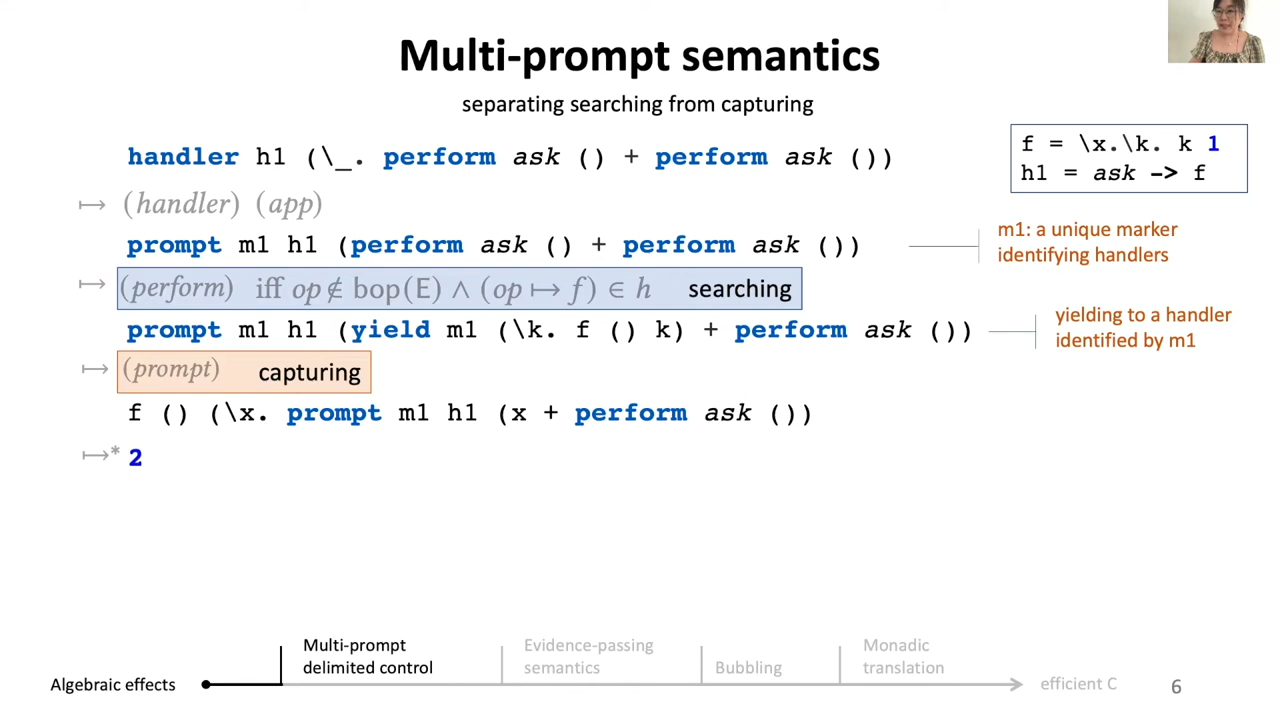 Multi-prompt semantics
separating searching from capturing
handler h1 (\_. perform ask () + perform ask ())
f = \x.\k. k 1
h1 = ask -> f
↦ (handler) (app)
prompt m1 h1 (perform ask () + perform ask ())
m1: a unique marker
identifying handlers
↦ (perform) iff op ∉ bop(E) ∧ (op ↦ f) ∈ h searching
prompt m1 h1 (yield m1 (\k. f () k) + perform ask ())
yielding to a handler
identified by m1
↦ (prompt) capturing
f () (\x. prompt m1 h1 (x + perform ask ())
↦* 2
Algebraic effects
Multi-prompt
delimited control
Evidence-passing
semantics
Bubbling
Monadic
translation
efficient C
6